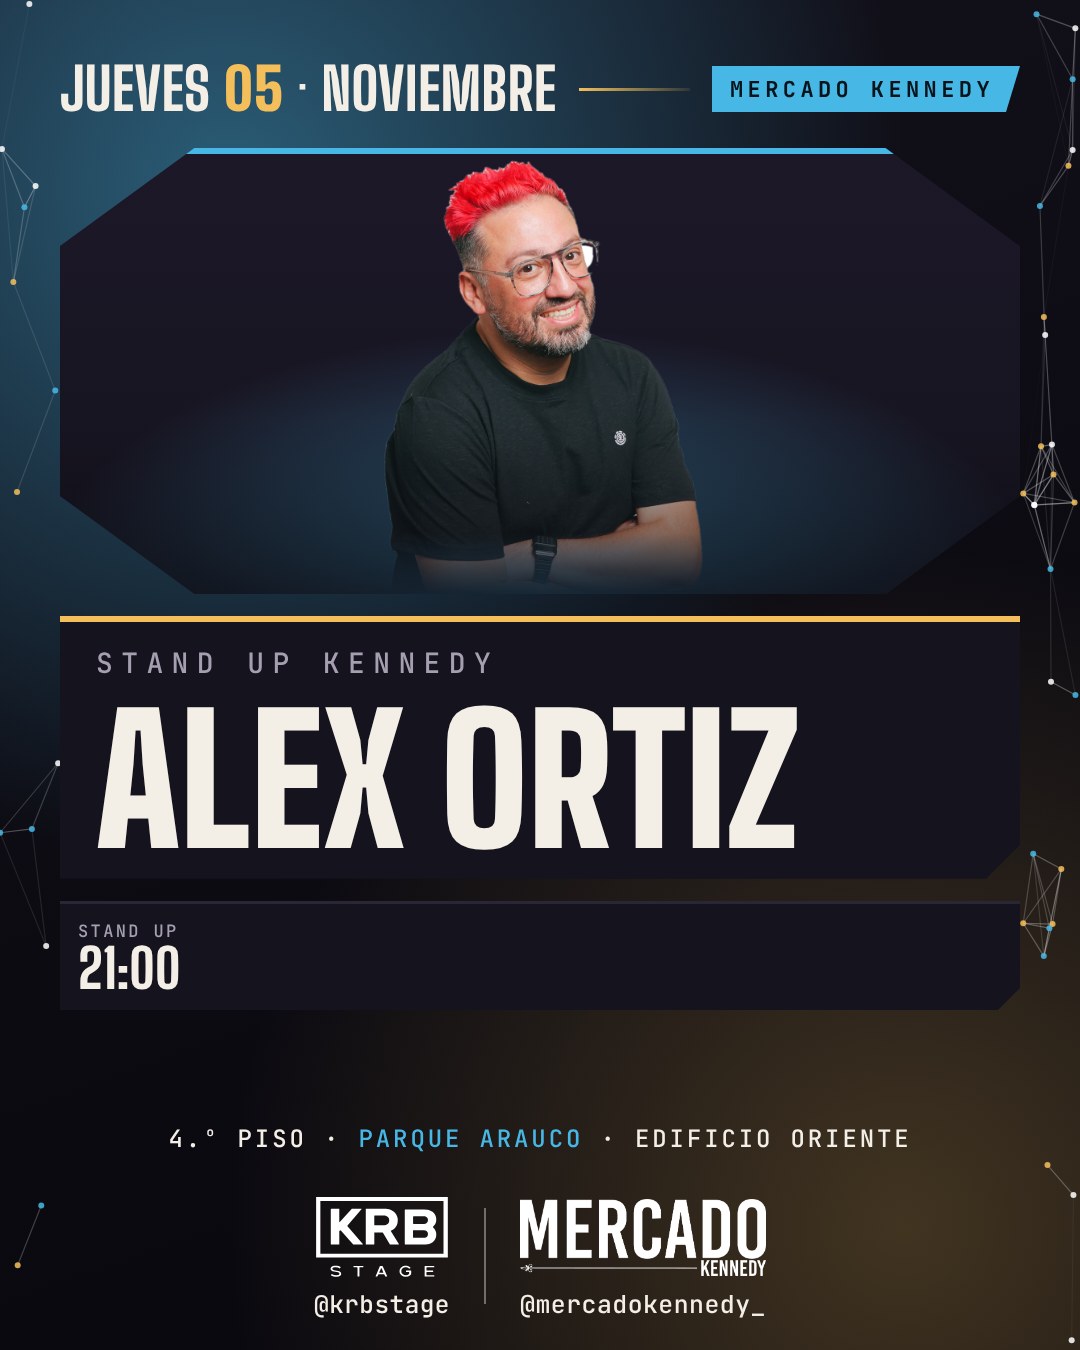 JUEVES 05 · NOVIEMBRE
MERCADO KENNEDY
STAND UP KENNEDY
ALEX ORTIZ
STAND UP
21:00
4.º PISO · PARQUE ARAUCO · EDIFICIO ORIENTE
KRB
STAGE
@krbstage
MERCADO
KENNEDY
@mercadokennedy_